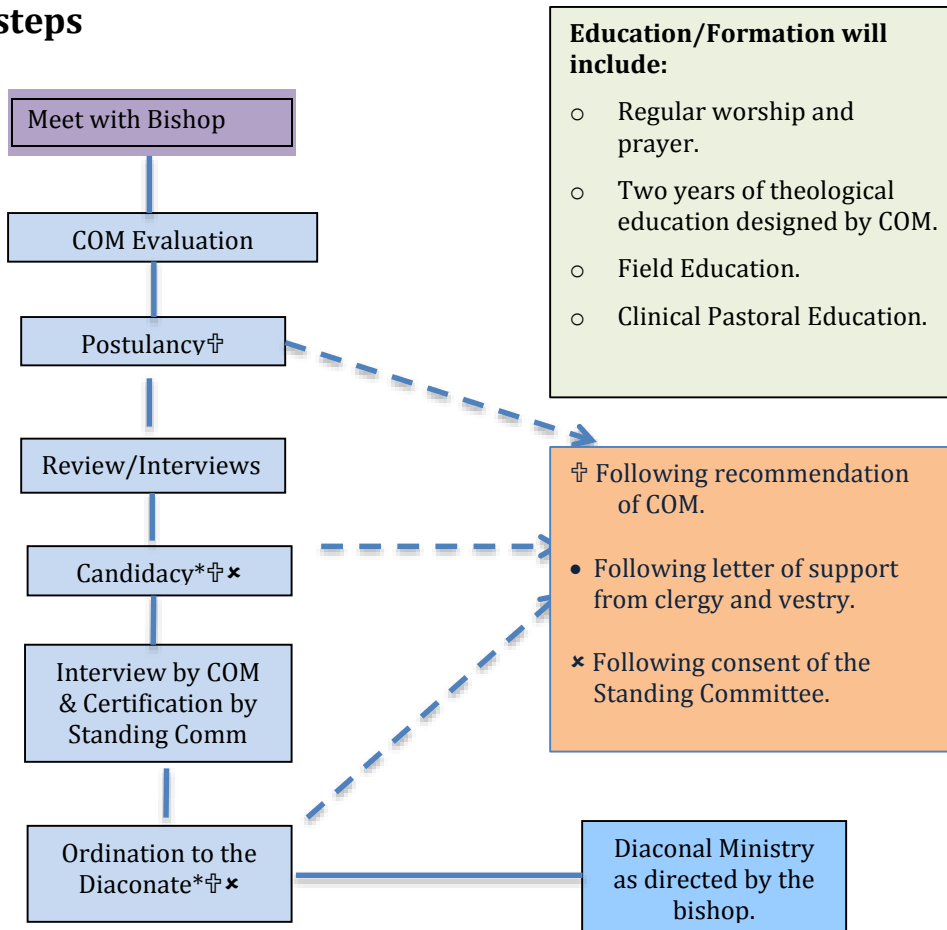 steps
Meet with Bishop
COM Evaluation
Postulancy✞
Review/Interviews
Candidacy*✞×
Interview by COM
& Certification by
Standing Comm
Ordination to the
Diaconate*✞×
Education/Formation will
include:
o Regular worship and
prayer.
o Two years of theological
education designed by COM.
o Field Education.
o Clinical Pastoral Education.
✞ Following recommendation
of COM.
• Following letter of support
from clergy and vestry.
× Following consent of the
Standing Committee.
Diaconal Ministry
as directed by the
bishop.